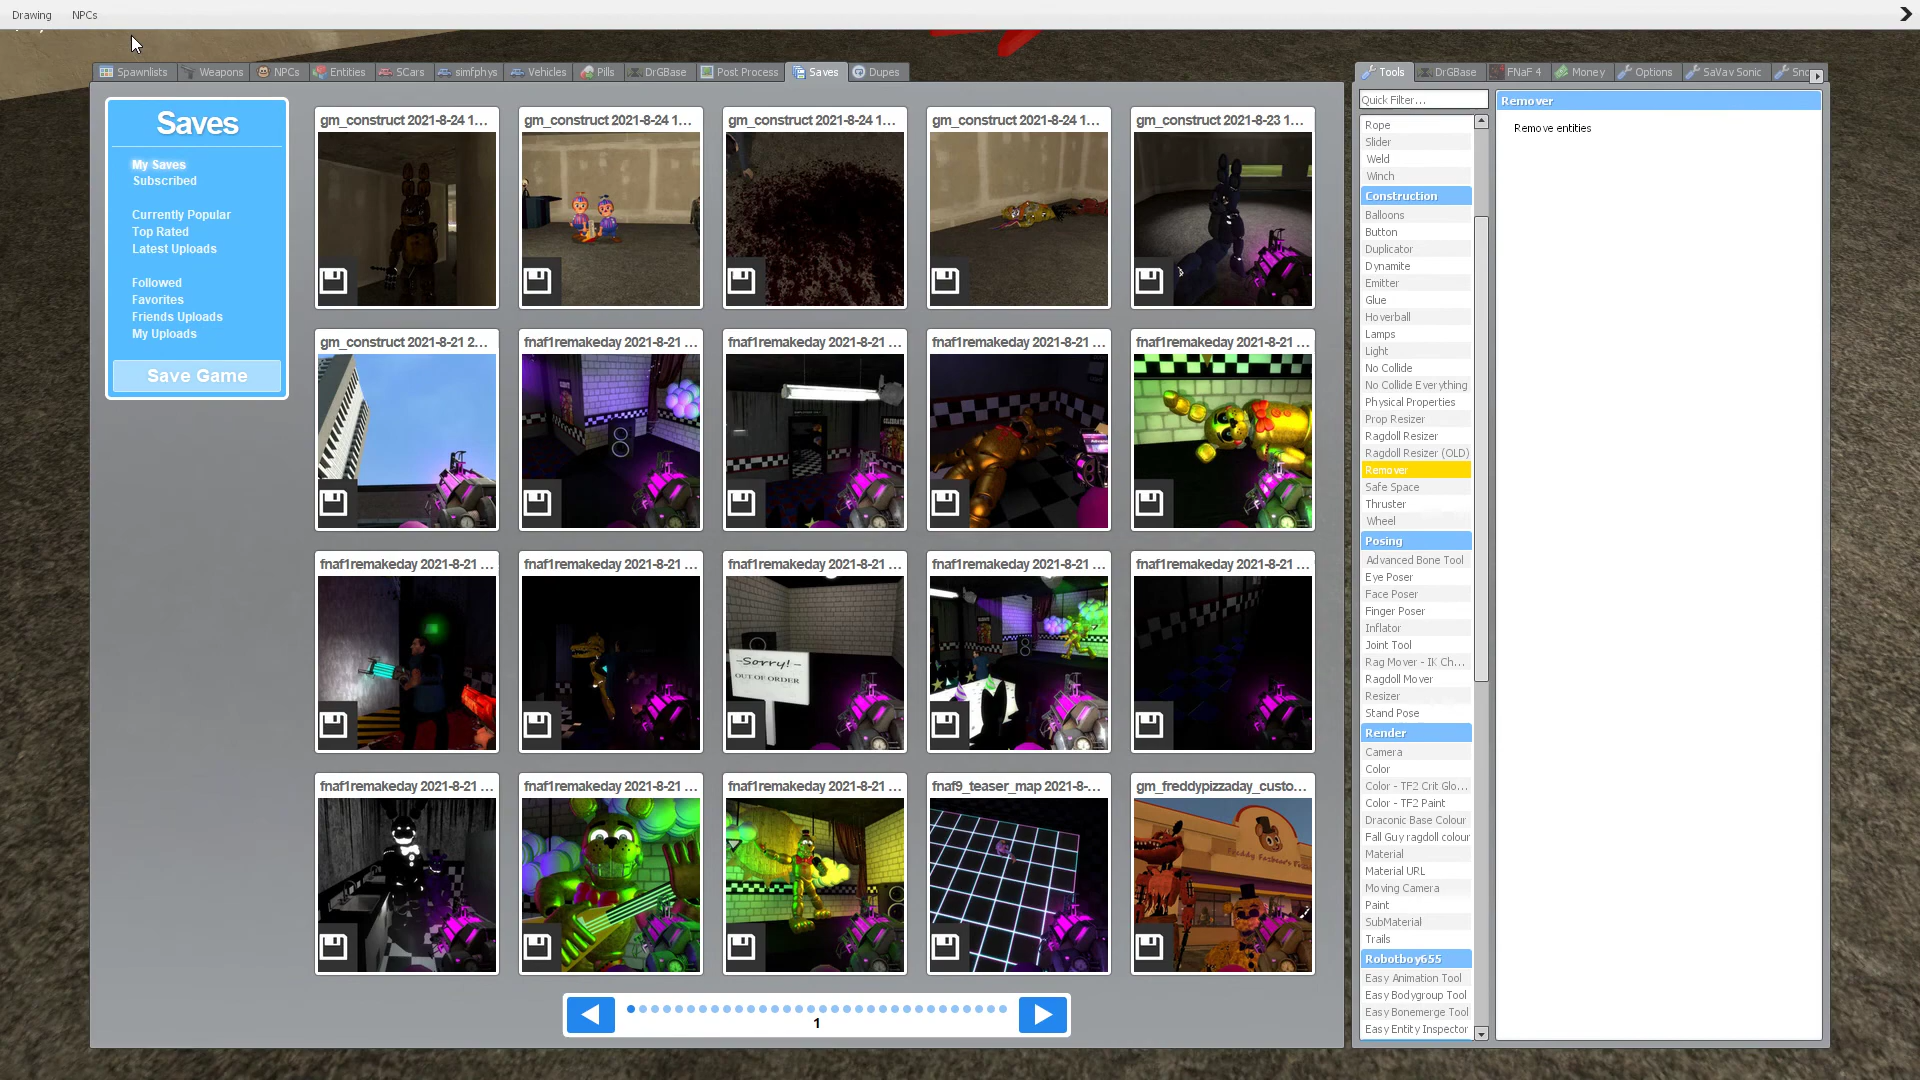 Drawing NPCs
Spawnlists Weapons NPCs Entities SCars simfphys Vehicles Pills DrGBase Post Process Saves Dupes
Tools DrGBase FNaF 4 Money Options SaVav Sonic Sno
Saves
My Saves
Subscribed
Currently Popular
Top Rated
Latest Uploads
Followed
Favorites
Friends Uploads
My Uploads
Save Game
gm_construct 2021-8-24 1...
gm_construct 2021-8-24 1...
gm_construct 2021-8-24 1...
gm_construct 2021-8-24 1...
gm_construct 2021-8-23 1...
gm_construct 2021-8-21 2...
fnaf1remakeday 2021-8-21 ...
fnaf1remakeday 2021-8-21 ...
fnaf1remakeday 2021-8-21 ...
fnaf1remakeday 2021-8-21 ...
fnaf1remakeday 2021-8-21 ...
fnaf1remakeday 2021-8-21 ...
fnaf1remakeday 2021-8-21 ...
-Sorry!-
OUT OF ORDER
fnaf1remakeday 2021-8-21 ...
fnaf1remakeday 2021-8-21 ...
fnaf1remakeday 2021-8-21 ...
fnaf1remakeday 2021-8-21 ...
fnaf1remakeday 2021-8-21 ...
fnaf9_teaser_map 2021-8-...
gm_freddypizzaday_custo...
1
Quick Filter...
Rope
Slider
Weld
Winch
Construction
Balloons
Button
Duplicator
Dynamite
Emitter
Glue
Hoverball
Lamps
Light
No Collide
No Collide Everything
Physical Properties
Prop Resizer
Ragdoll Resizer
Ragdoll Resizer (OLD)
Remover
Safe Space
Thruster
Wheel
Posing
Advanced Bone Tool
Eye Poser
Face Poser
Finger Poser
Inflator
Joint Tool
Rag Mover - IK Ch...
Ragdoll Mover
Resizer
Stand Pose
Render
Camera
Color
Color - TF2 Crit Glo...
Color - TF2 Paint
Draconic Base Colour
Fall Guy ragdoll colour
Material
Material URL
Moving Camera
Paint
SubMaterial
Trails
Robotboy655
Easy Animation Tool
Easy Bodygroup Tool
Easy Bonemerge Tool
Easy Entity Inspector
Remover
Remove entities